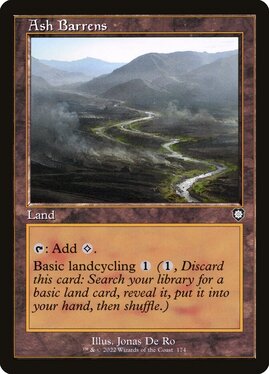 Ash Barrens
Land
: Add .
Basic landcycling 1 (1, Discard
this card: Search your library for a
basic land card, reveal it, put it into
your hand, then shuffle.)
Illus. Jonas De Ro
™ & © 2022 Wizards of the Coast 174